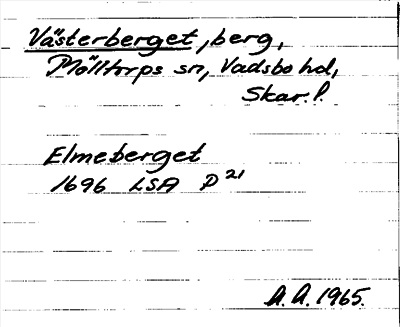 Västerberget, berg,
Mölltorps sn, Vadsbo hd,
Skar. l.
Elmeberget
1696 LSA P 21
A. A. 1965.